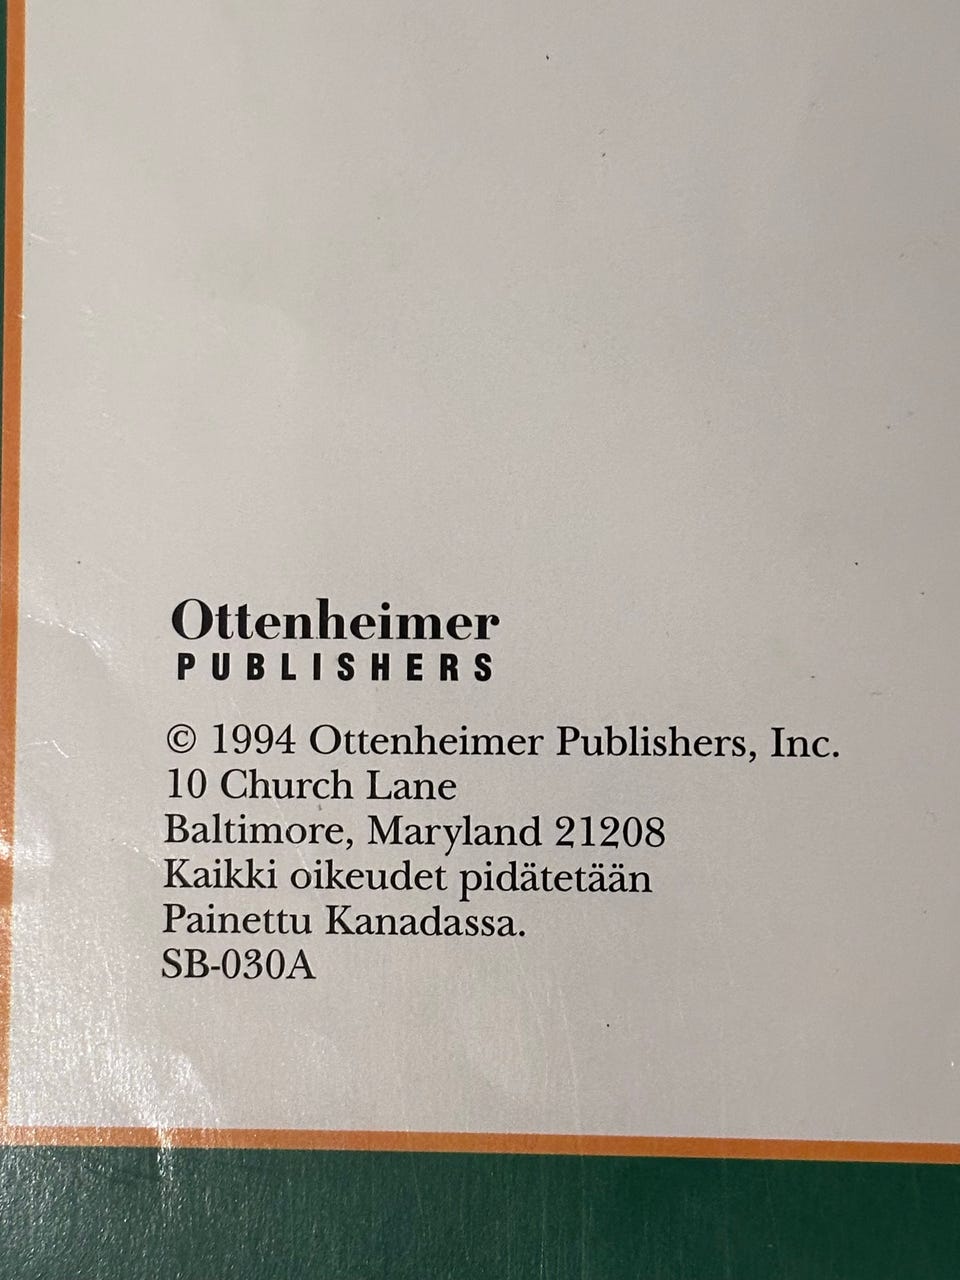 Ottenheimer
PUBLISHERS
© 1994 Ottenheimer Publishers, Inc.
10 Church Lane
Baltimore, Maryland 21208
Kaikki oikeudet pidätetään
Painettu Kanadassa.
SB-030A